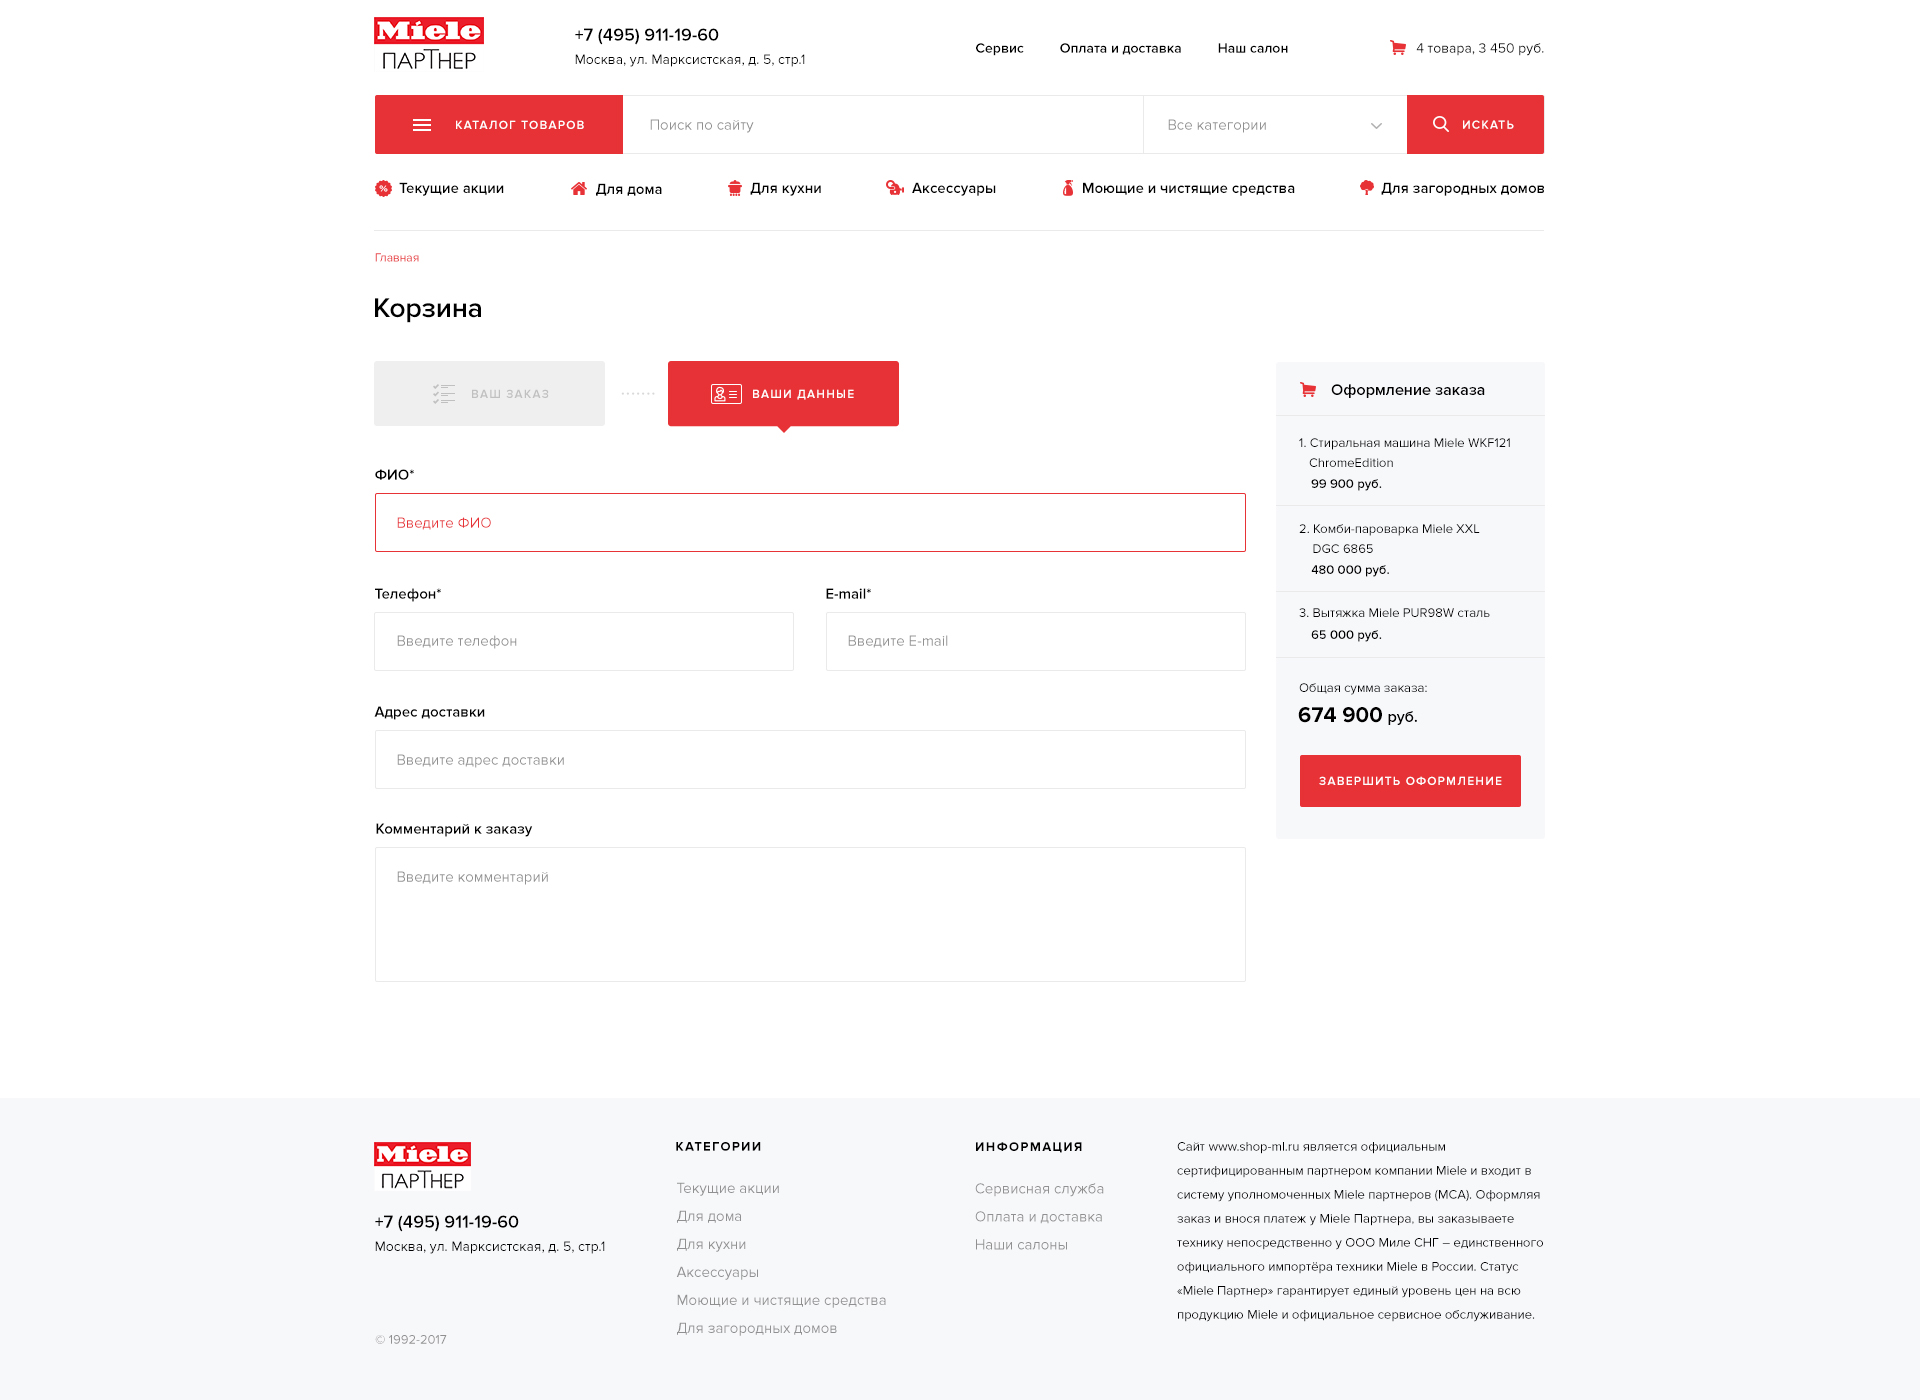 Miele
ПАРТНЕР
+7 (495) 911-19-60
Москва, ул. Марксистская, д. 5, стр.1
Сервис
Оплата и доставка
Наш салон
4 товара, 3 450 руб.
КАТАЛОГ ТОВАРОВ
Поиск по сайту
Все категории
ИСКАТЬ
% Текущие акции
Для дома
Для кухни
Аксессуары
Моющие и чистящие средства
Для загородных домов
Главная
Корзина
ВАШ ЗАКАЗ
ВАШИ ДАННЫЕ
ФИО*
Введите ФИО
Телефон*
Введите телефон
E-mail*
Введите E-mail
Адрес доставки
Введите адрес доставки
Комментарий к заказу
Введите комментарий
Оформление заказа
1. Стиральная машина Miele WKF121
ChromeEdition
99 900 руб.
2. Комби-пароварка Miele XXL
DGC 6865
480 000 руб.
3. Вытяжка Miele PUR98W сталь
65 000 руб.
Общая сумма заказа:
674 900 руб.
ЗАВЕРШИТЬ ОФОРМЛЕНИЕ
Miele
ПАРТНЕР
+7 (495) 911-19-60
Москва, ул. Марксистская, д. 5, стр.1
© 1992-2017
КАТЕГОРИИ
Текущие акции
Для дома
Для кухни
Аксессуары
Моющие и чистящие средства
Для загородных домов
ИНФОРМАЦИЯ
Сервисная служба
Оплата и доставка
Наши салоны
Сайт www.shop-ml.ru является официальным
сертифицированным партнером компании Miele и входит в
систему уполномоченных Miele партнеров (МСА). Оформляя
заказ и внося платеж у Miele Партнера, вы заказываете
технику непосредственно у ООО Миле СНГ – единственного
официального импортёра техники Miele в России. Статус
«Miele Партнер» гарантирует единый уровень цен на всю
продукцию Miele и официальное сервисное обслуживание.